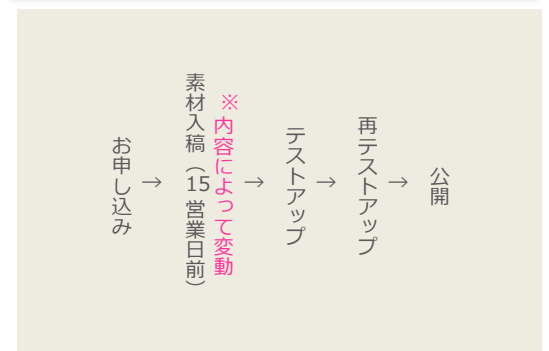 お申し込み
→
素材入稿（15営業日前）
※内容によって変動
→
テストアップ
→
再テストアップ
→
公開